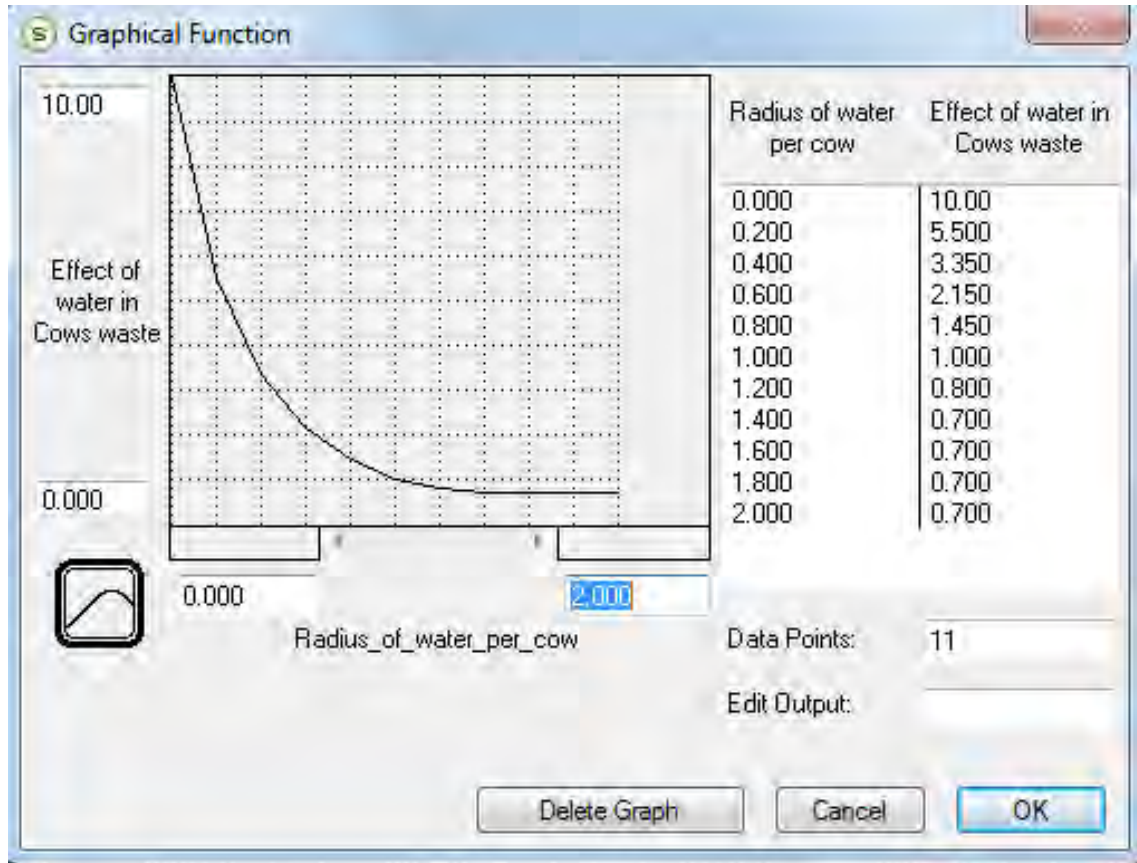 S Graphical Function
10.00
Effect of
water in
Cows waste
0.000
0.000 2.000
Radius_of_water_per_cow
Radius of water
per cow
Effect of water in
Cows waste
0.000 10.00
0.200 5.500
0.400 3.350
0.600 2.150
0.800 1.450
1.000 1.000
1.200 0.800
1.400 0.700
1.600 0.700
1.800 0.700
2.000 0.700
Data Points: 11
Edit Output:
Delete Graph Cancel OK